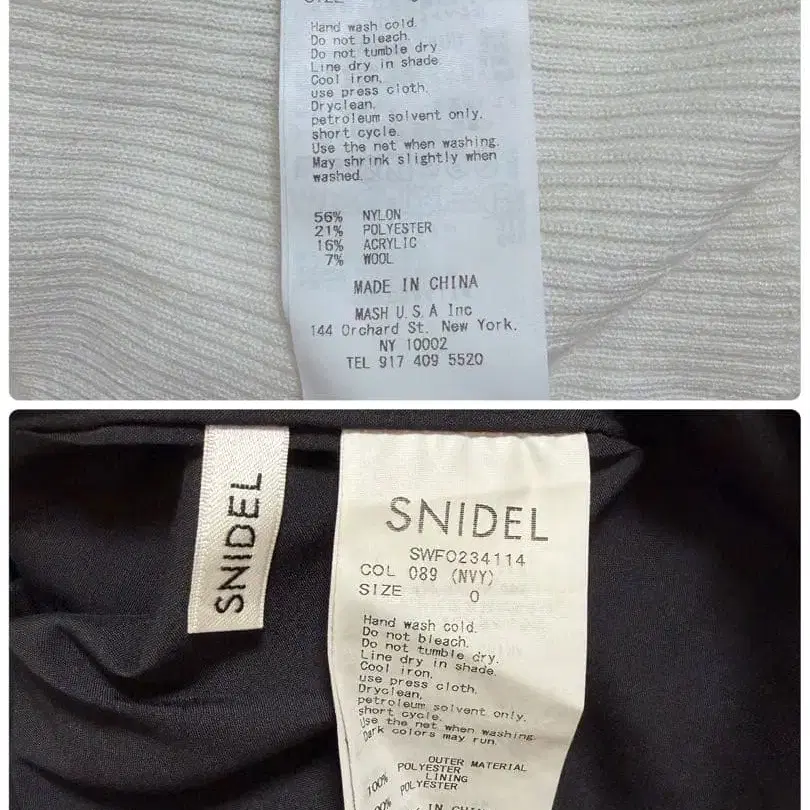 SIZE
Hand wash cold.
Do not bleach.
Do not tumble dry
Line dry in shade
Cool iron.
use press cloth.
Dryclean.
petroleum solvent only.
short cycle.
Use the net when washing.
May shrink slightly when
washed.
56% NYLON
21% POLYESTER
16% ACRYLIC
7% WOOL
MADE IN CHINA
MASH U.S.A Inc
144 Orchard St. New York.
NY 10002
TEL 917 409 5520
SNIDEL
SNIDEL
SWFO234114
COL 089 (NVY)
SIZE 0
Hand wash cold.
Do not bleach.
Do not tumble dry.
Line dry in shade.
Cool iron.
use press cloth.
Dryclean.
petroleum solvent only.
short cycle.
Use the net when washing.
Dark colors may run.
OUTER MATERIAL
100% POLYESTER
LINING
POLYESTER
IN